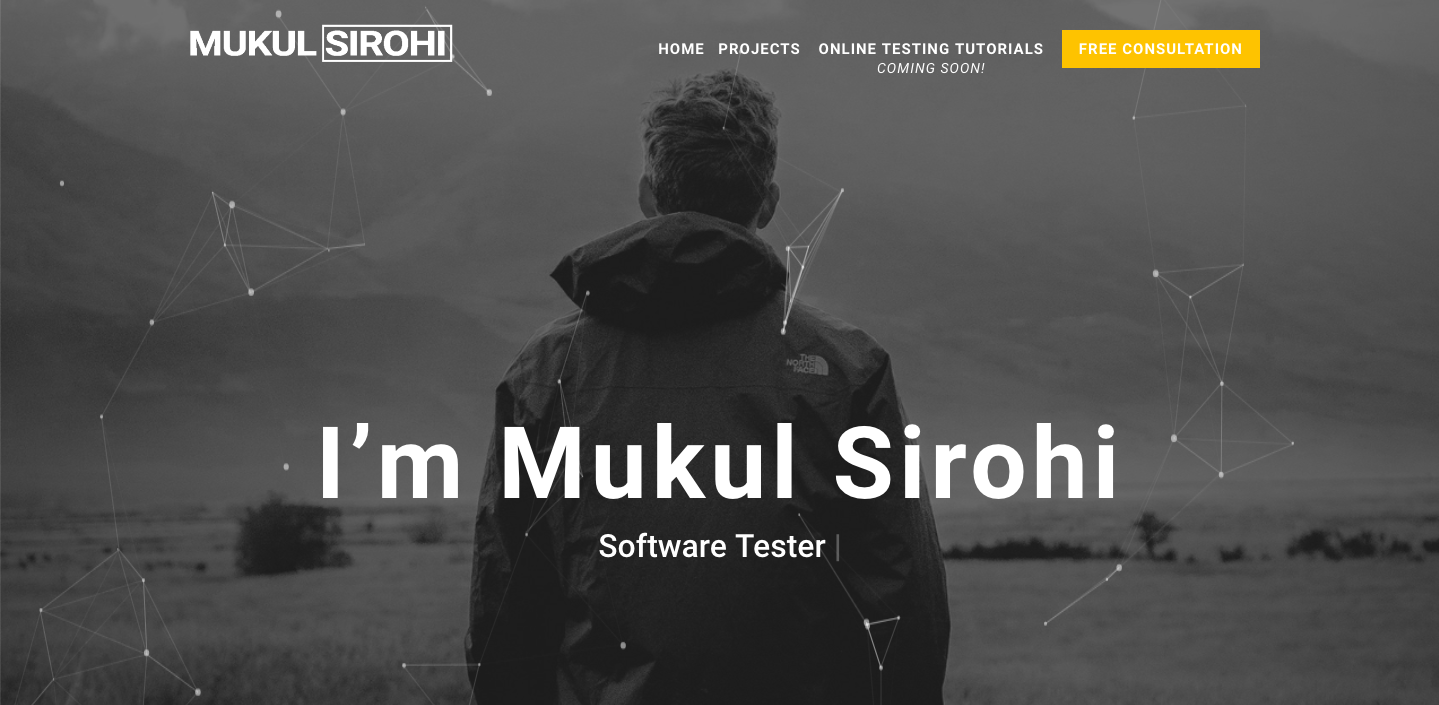 MUKUL SIROHI
HOME PROJECTS ONLINE TESTING TUTORIALS FREE CONSULTATION
COMING SOON!
THE
NORTH
FACE
I’m Mukul Sirohi
Software Tester |